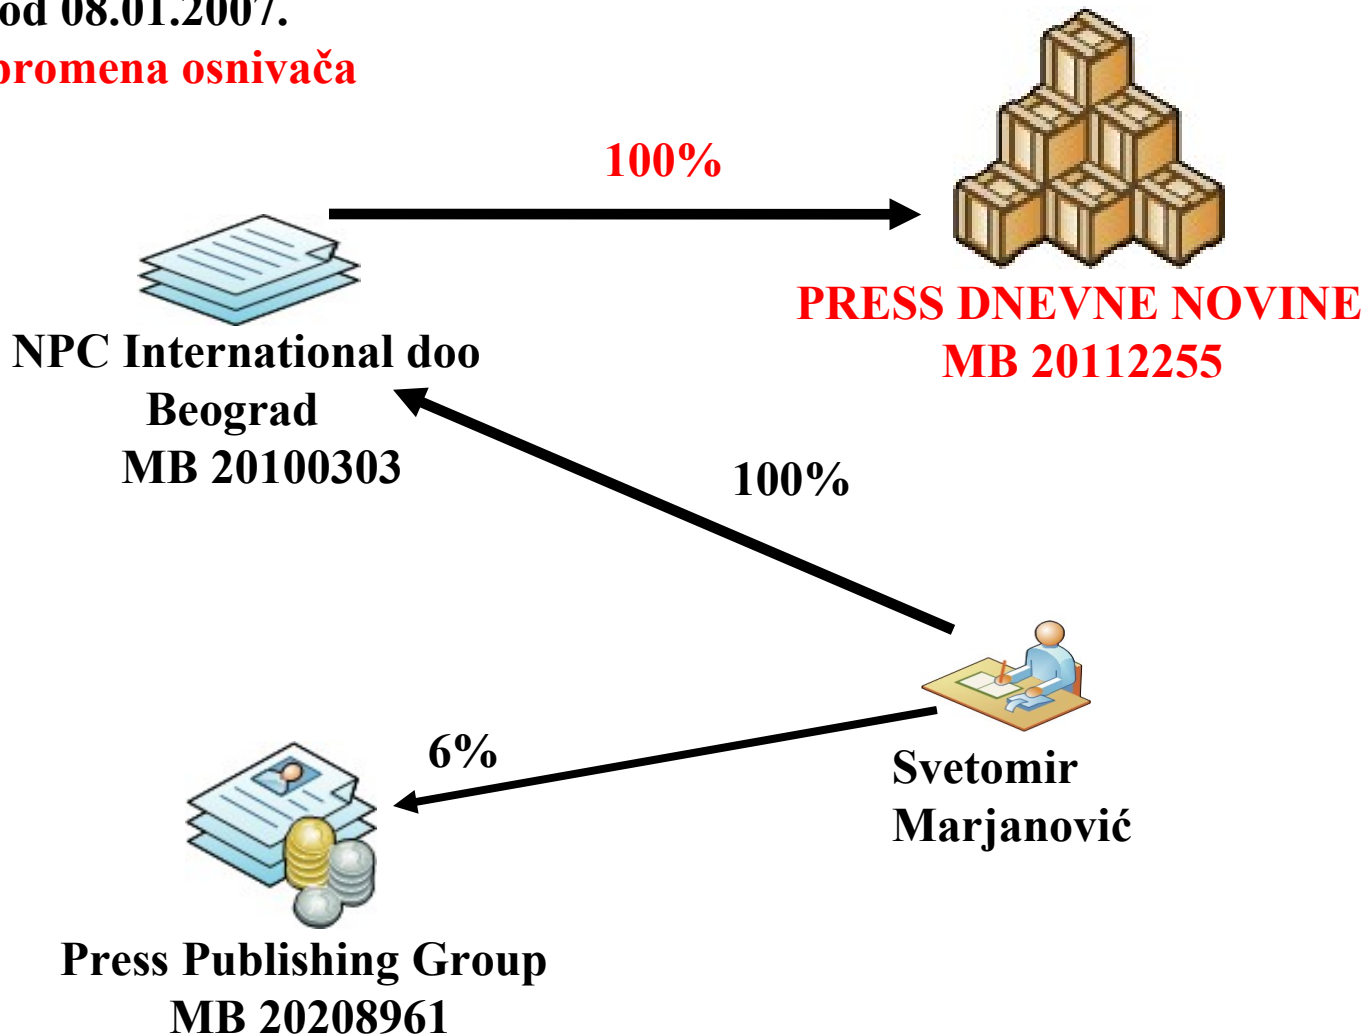 od 08.01.2007.
promena osnivača
100%
PRESS DNEVNE NOVINE
MB 20112255
NPC International doo
Beograd
MB 20100303
100%
6%
Svetomir
Marjanović
Press Publishing Group
MB 20208961